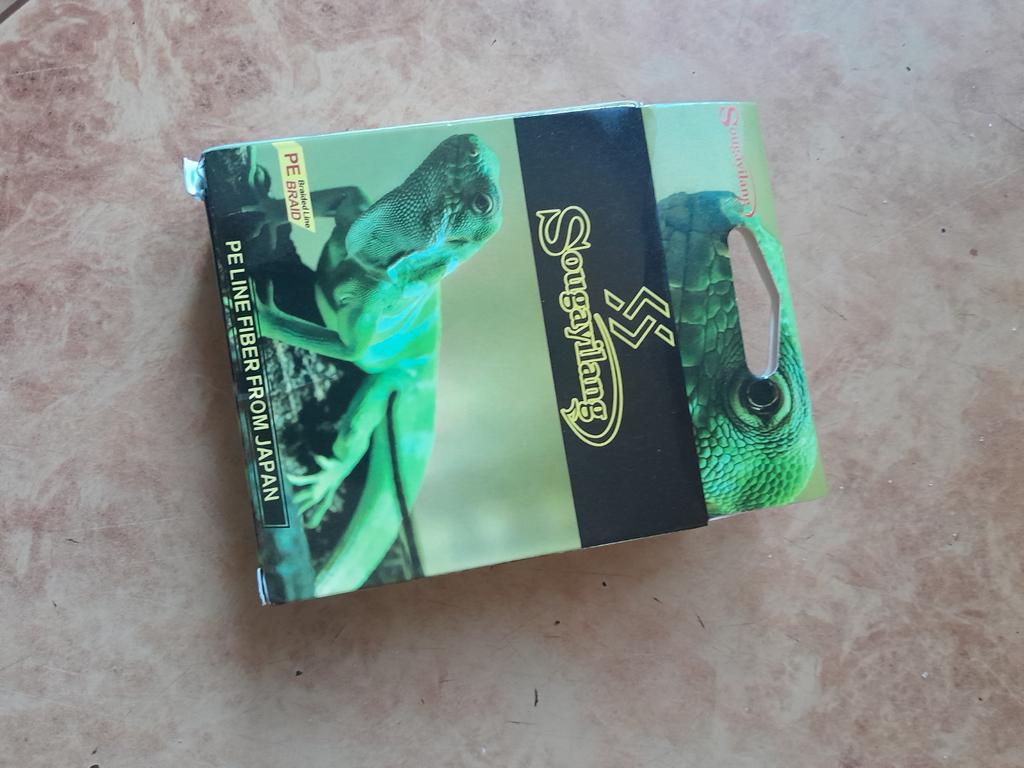 Sougayilang
Sougayilang
PE Braided Line
BRAID
PE LINE FIBER FROM JAPAN